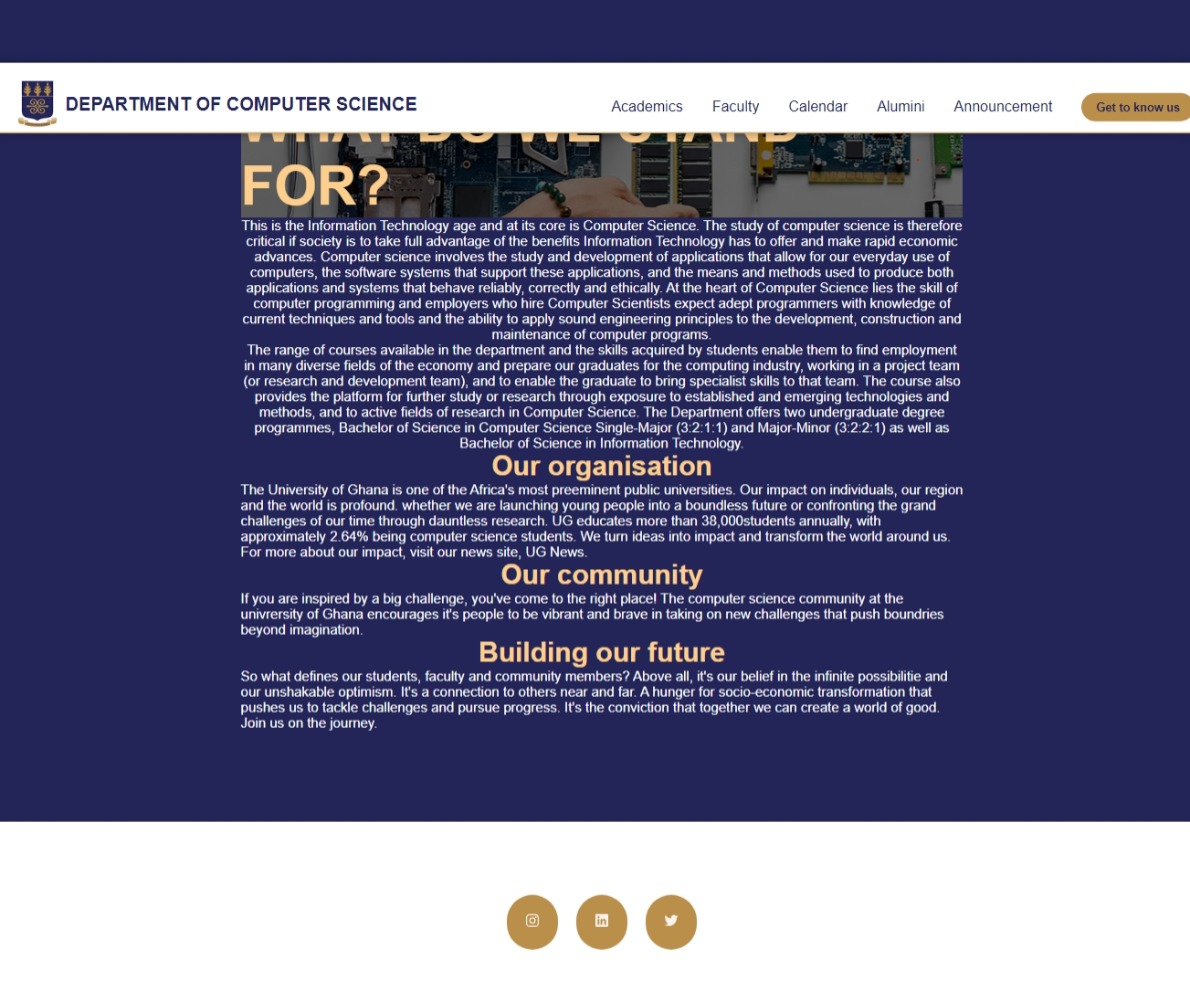 DEPARTMENT OF COMPUTER SCIENCE
Academics
Faculty
Calendar
Alumni
Announcement
Get to know us
WHAT DO WE STAND
FOR?
This is the Information Technology age and at its core is Computer Science. The study of computer science is therefore
critical if society is to take full advantage of the benefits Information Technology has to offer and make rapid economic
advances. Computer science involves the study and development of applications that allow for our everyday use of
computers, the software systems that support these applications, and the means and methods used to produce both
applications and systems that behave reliably, correctly and ethically. At the heart of Computer Science lies the skill of
computer programming and employers who hire Computer Scientists expect adept programmers with knowledge of
current techniques and tools and the ability to apply sound engineering principles to the development, construction and
maintenance of computer programs.
The range of courses available in the department and the skills acquired by students enable them to find employment
in many diverse fields of the economy and prepare our graduates for the computing industry, working in a project team
(or research and development team), and to enable the graduate to bring specialist skills to that team. The course also
provides the platform for further study or research through exposure to established and emerging technologies and
methods, and to active fields of research in Computer Science. The Department offers two undergraduate degree
programmes, Bachelor of Science in Computer Science Single-Major (3:2:1:1) and Major-Minor (3:2:2:1) as well as
Bachelor of Science in Information Technology.
Our organisation
The University of Ghana is one of the Africa's most preeminent public universities. Our impact on individuals, our region
and the world is profound. whether we are launching young people into a boundless future or confronting the grand
challenges of our time through dauntless research. UG educates more than 38,000students annually, with
approximately 2.64% being computer science students. We turn ideas into impact and transform the world around us.
For more about our impact, visit our news site, UG News.
Our community
If you are inspired by a big challenge, you've come to the right place! The computer science community at the
univrersity of Ghana encourages it's people to be vibrant and brave in taking on new challenges that push boundries
beyond imagination.
Building our future
So what defines our students, faculty and community members? Above all, it's our belief in the infinite possibilitie and
our unshakable optimism. It's a connection to others near and far. A hunger for socio-economic transformation that
pushes us to tackle challenges and pursue progress. It's the conviction that together we can create a world of good.
Join us on the journey.